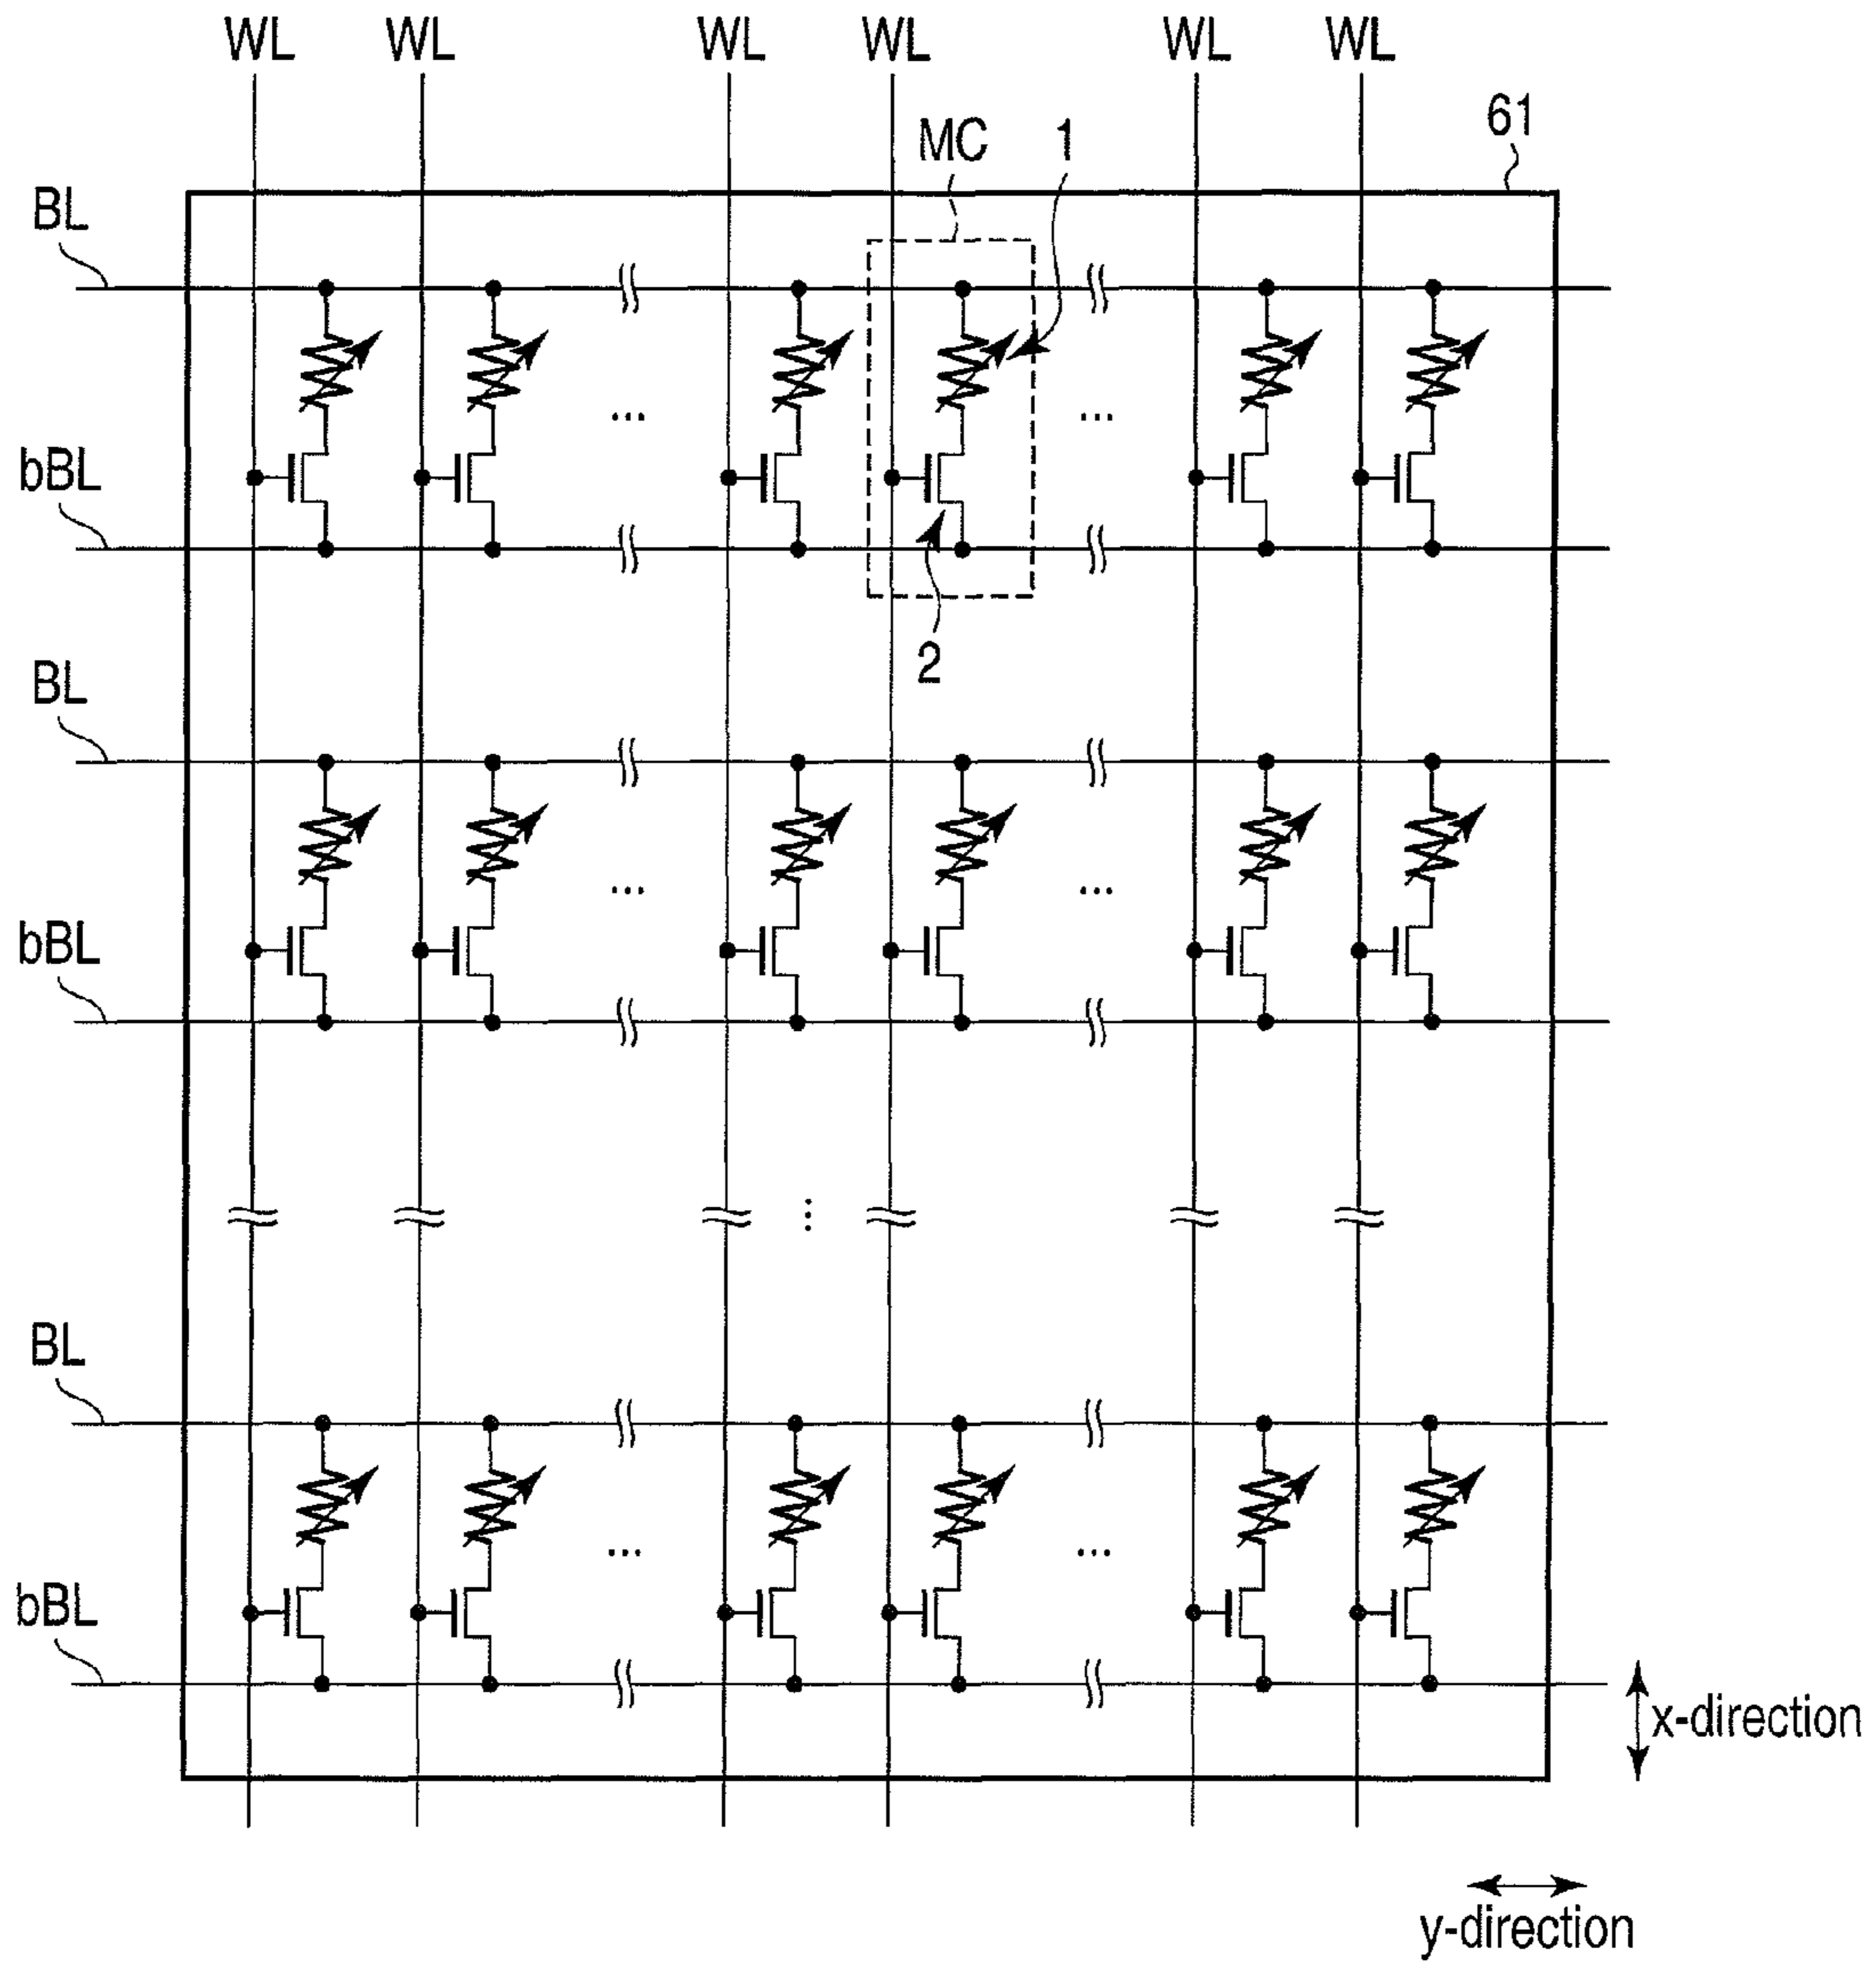 WL WL WL WL WL WL
61
MC 1
BL
bBL
...
...
2
BL
bBL
...
...
BL
bBL
...
...
x-direction
y-direction